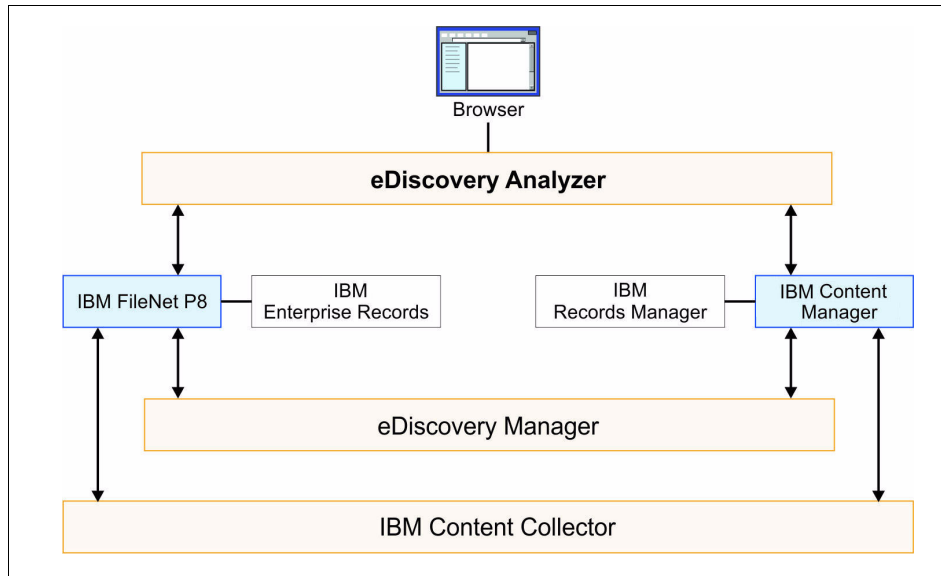 Browser
eDiscovery Analyzer
IBM FileNet P8
IBM
Enterprise Records
IBM
Records Manager
IBM Content
Manager
eDiscovery Manager
IBM Content Collector